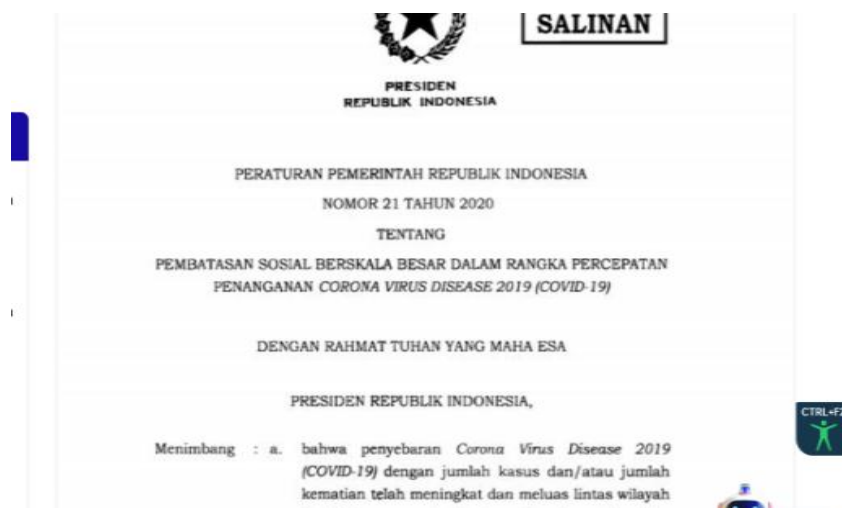 SALINAN
PRESIDEN
REPUBLIK INDONESIA
PERATURAN PEMERINTAH REPUBLIK INDONESIA
NOMOR 21 TAHUN 2020
TENTANG
PEMBATASAN SOSIAL BERSKALA BESAR DALAM RANGKA PERCEPATAN
PENANGANAN CORONA VIRUS DISEASE 2019 (COVID-19)
DENGAN RAHMAT TUHAN YANG MAHA ESA
PRESIDEN REPUBLIK INDONESIA,
Menimbang : a. bahwa penyebaran Corona Virus Disease 2019
(COVID-19) dengan jumlah kasus dan/atau jumlah
kematian telah meningkat dan meluas lintas wilayah